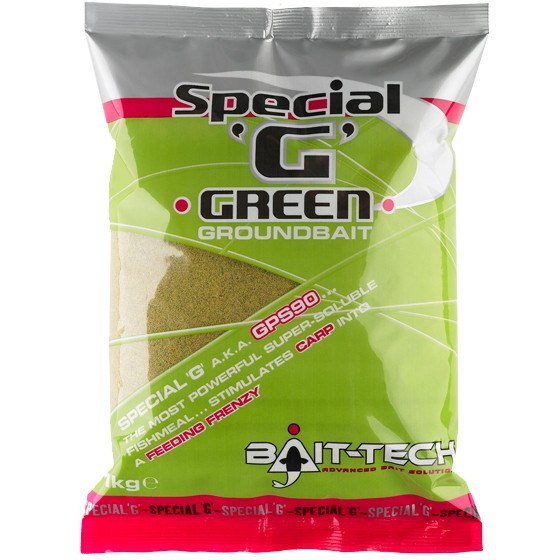 Special
'G'
• GREEN •
GROUNDBAIT
SPECIAL 'G' A.K.A. GPS90...
THE MOST POWERFUL SUPER-SOLUBLE
FISHMEAL... STIMULATES CARP INTO
A FEEDING FRENZY
BAIT-TECH
ADVANCED BAIT SOLUTIONS
1kg℮
SPECIAL 'G'–SPECIAL 'G'–SPECIAL 'G'–SPECIAL 'G'–SPECIAL 'G'